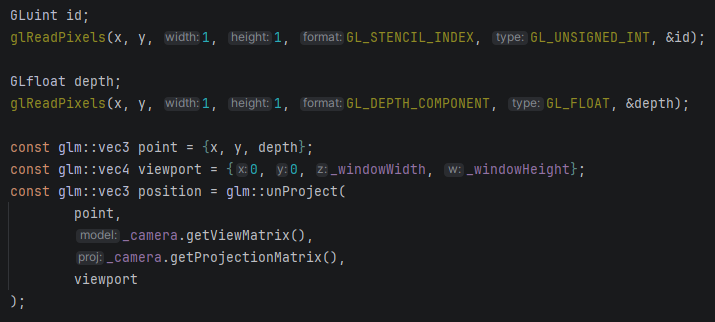 GLuint id;
glReadPixels(x, y, width: 1, height: 1, format: GL_STENCIL_INDEX, type: GL_UNSIGNED_INT, &id);
GLfloat depth;
glReadPixels(x, y, width: 1, height: 1, format: GL_DEPTH_COMPONENT, type: GL_FLOAT, &depth);
const glm::vec3 point = {x, y, depth};
const glm::vec4 viewport = {x: 0, y: 0, z: _windowWidth, w: _windowHeight};
const glm::vec3 position = glm::unProject(
point,
model: _camera.getViewMatrix(),
proj: _camera.getProjectionMatrix(),
viewport
);